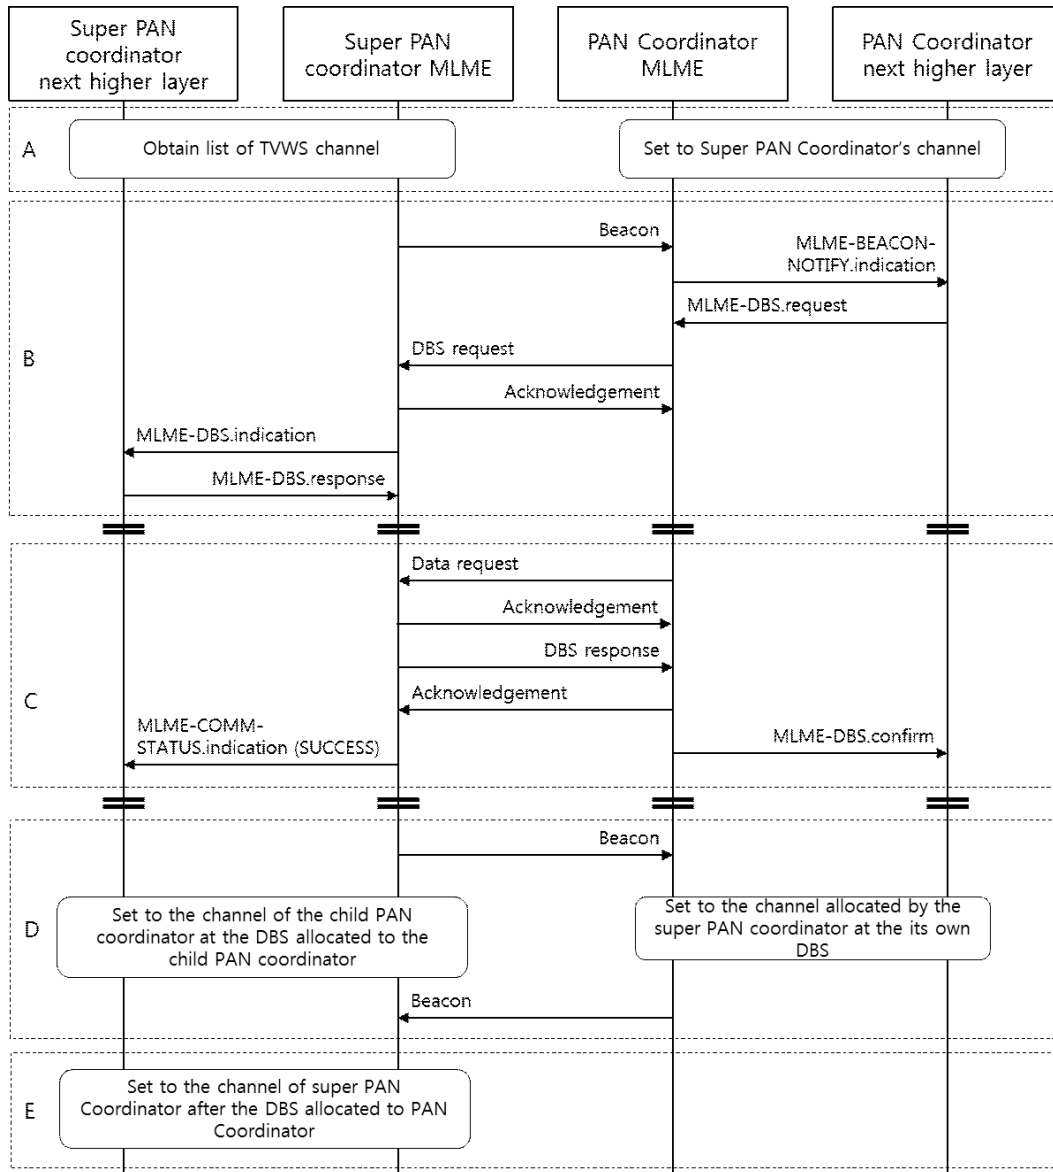 Super PAN
coordinator
next higher layer
Super PAN
coordinator MLME
PAN Coordinator
MLME
PAN Coordinator
next higher layer
A
Obtain list of TVWS channel
Set to Super PAN Coordinator's channel
B
Beacon
MLME-BEACON-
NOTIFY.indication
MLME-DBS.request
DBS request
Acknowledgement
MLME-DBS.indication
MLME-DBS.response
C
Data request
Acknowledgement
DBS response
Acknowledgement
MLME-COMM-
STATUS.indication (SUCCESS)
MLME-DBS.confirm
D
Beacon
Set to the channel of the child PAN
coordinator at the DBS allocated to the
child PAN coordinator
Set to the channel allocated by the
super PAN coordinator at the its own
DBS
Beacon
E
Set to the channel of super PAN
Coordinator after the DBS allocated to PAN
Coordinator